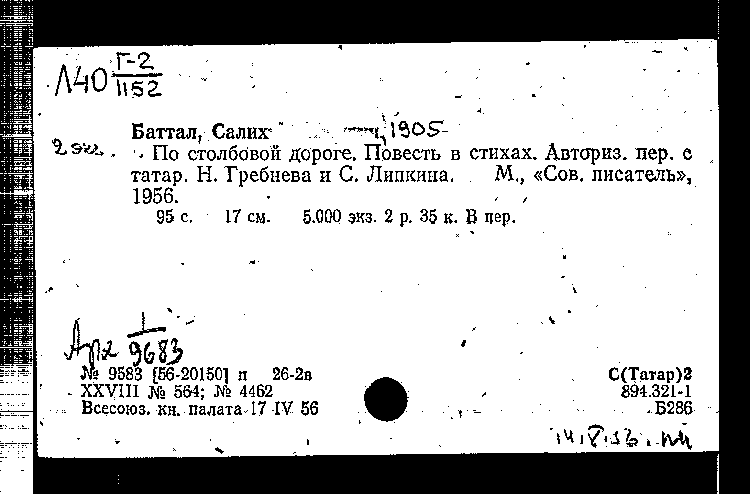 Л40 Г-2
1152
Баттал, Салих 1905-
2 экз. По столбовой дороге. Повесть в стихах. Авториз. пер. с
татар. Н. Гребнева и С. Липкина. М., «Сов. писатель»,
1956.
95 с. 17 см. 5.000 экз. 2 р. 35 к. В пер.
Арх 1
9683
№ 9583 [56-20150] п 26-2в С(Татар)2
XXVIII № 564; № 4462 894.321-1
Всесоюз. кн. палата 17 IV 56 Б286